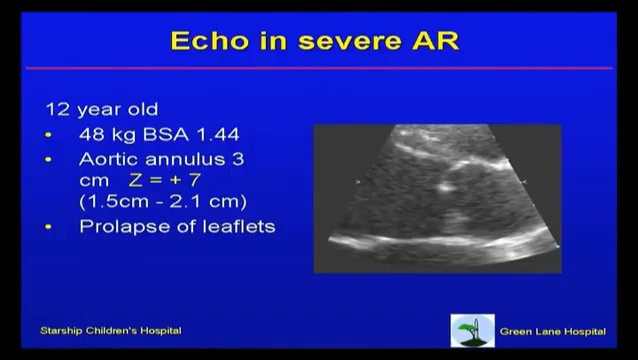 Echo in severe AR
12 year old
• 48 kg BSA 1.44
• Aortic annulus 3
cm Z = + 7
(1.5cm - 2.1 cm)
• Prolapse of leaflets
Starship Children's Hospital
Green Lane Hospital